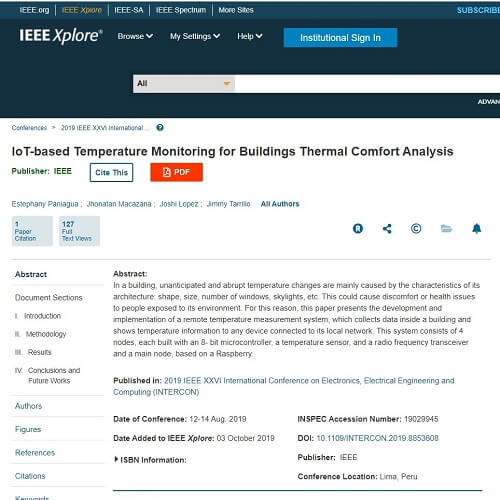 IEEE.org IEEE Xplore IEEE-SA IEEE Spectrum More Sites SUBSCRIBE
IEEE Xplore® Browse My Settings Help Institutional Sign In
All
ADVAN
Conferences > 2019 IEEE XXVI International ... ?
IoT-based Temperature Monitoring for Buildings Thermal Comfort Analysis
Publisher: IEEE Cite This PDF
Estephany Paniagua ; Jhonatan Macazana ; Joshi Lopez ; Jimmy Tarrillo All Authors
1 127
Paper Full
Citation Text Views
R ©
Abstract
Document Sections
I. Introduction
II. Methodology
III. Results
IV. Conclusions and
Future Works
Authors
Figures
References
Citations
Keywords
Abstract:
In a building, unanticipated and abrupt temperature changes are mainly caused by the characteristics of its
architecture: shape, size, number of windows, skylights, etc. This could cause discomfort or health issues
to people exposed to its environment. For this reason, this paper presents the development and
implementation of a remote temperature measurement system, which collects data inside a building and
shows temperature information to any device connected to its local network. This system consists of 4
nodes, each built with an 8- bit microcontroller, a temperature sensor, and a radio frequency transceiver
and a main node, based on a Raspberry.
Published in: 2019 IEEE XXVI International Conference on Electronics, Electrical Engineering and
Computing (INTERCON)
Date of Conference: 12-14 Aug. 2019
Date Added to IEEE Xplore: 03 October 2019
ISBN Information:
INSPEC Accession Number: 19029945
DOI: 10.1109/INTERCON.2019.8853608
Publisher: IEEE
Conference Location: Lima, Peru